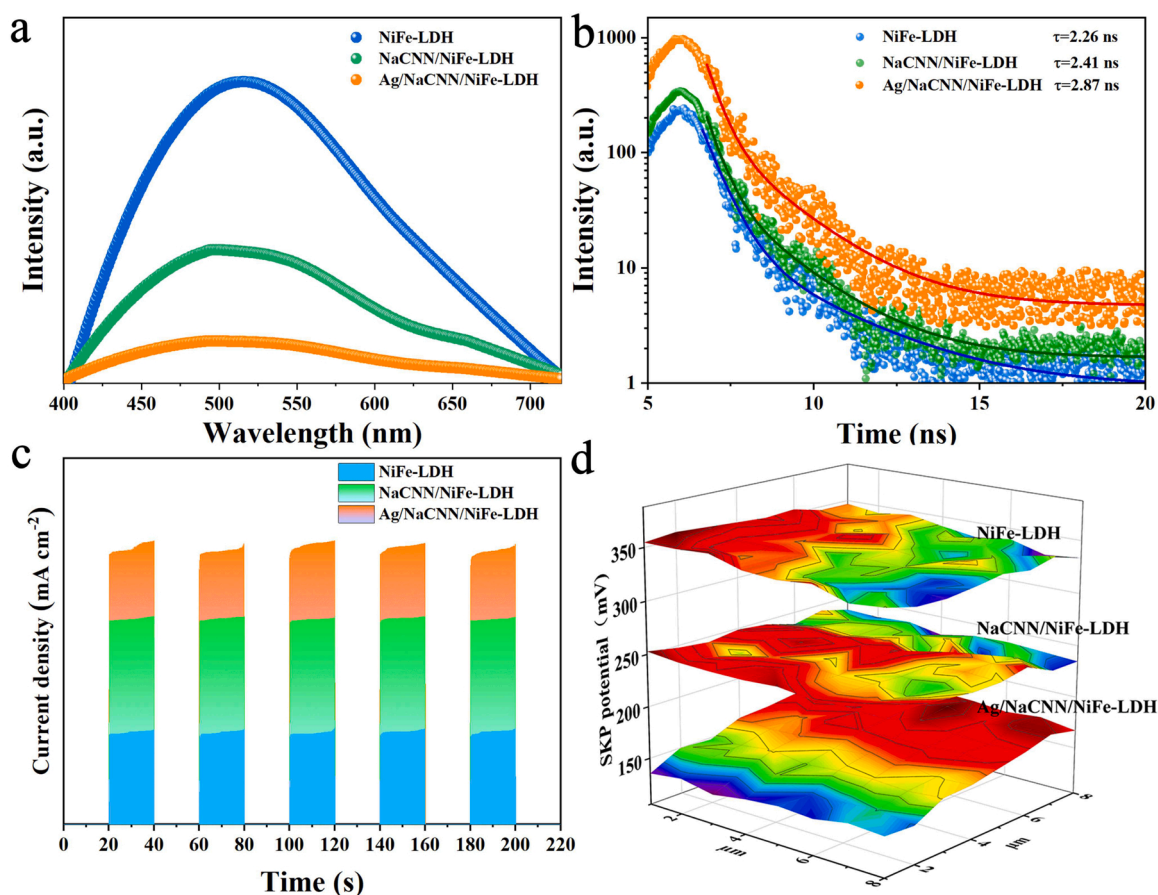 a
NiFe-LDH
NaCNN/NiFe-LDH
Ag/NaCNN/NiFe-LDH
Intensity (a.u.)
400 450 500 550 600 650 700
Wavelength (nm)
b
NiFe-LDH τ=2.26 ns
NaCNN/NiFe-LDH τ=2.41 ns
Ag/NaCNN/NiFe-LDH τ=2.87 ns
Intensity (a.u.)
1000
100
10
1
5 10 15 20
Time (ns)
c
NiFe-LDH
NaCNN/NiFe-LDH
Ag/NaCNN/NiFe-LDH
Current density (mA cm⁻²)
0 20 40 60 80 100 120 140 160 180 200 220
Time (s)
d
NiFe-LDH
NaCNN/NiFe-LDH
Ag/NaCNN/NiFe-LDH
SKP potential（mV）
350
300
250
200
150
2 4 6 8
μm
2 4 6 8
μm